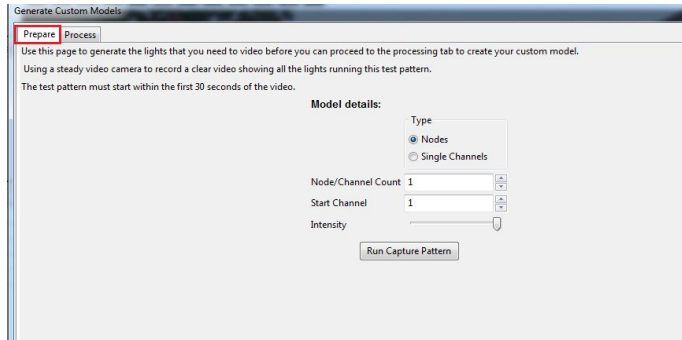 Generate Custom Models
Prepare Process
Use this page to generate the lights that you need to video before you can proceed to the processing tab to create your custom model.
Using a steady video camera to record a clear video showing all the lights running this test pattern.
The test pattern must start within the first 30 seconds of the video.
Model details:
Type
Nodes
Single Channels
Node/Channel Count 1
Start Channel 1
Intensity
Run Capture Pattern